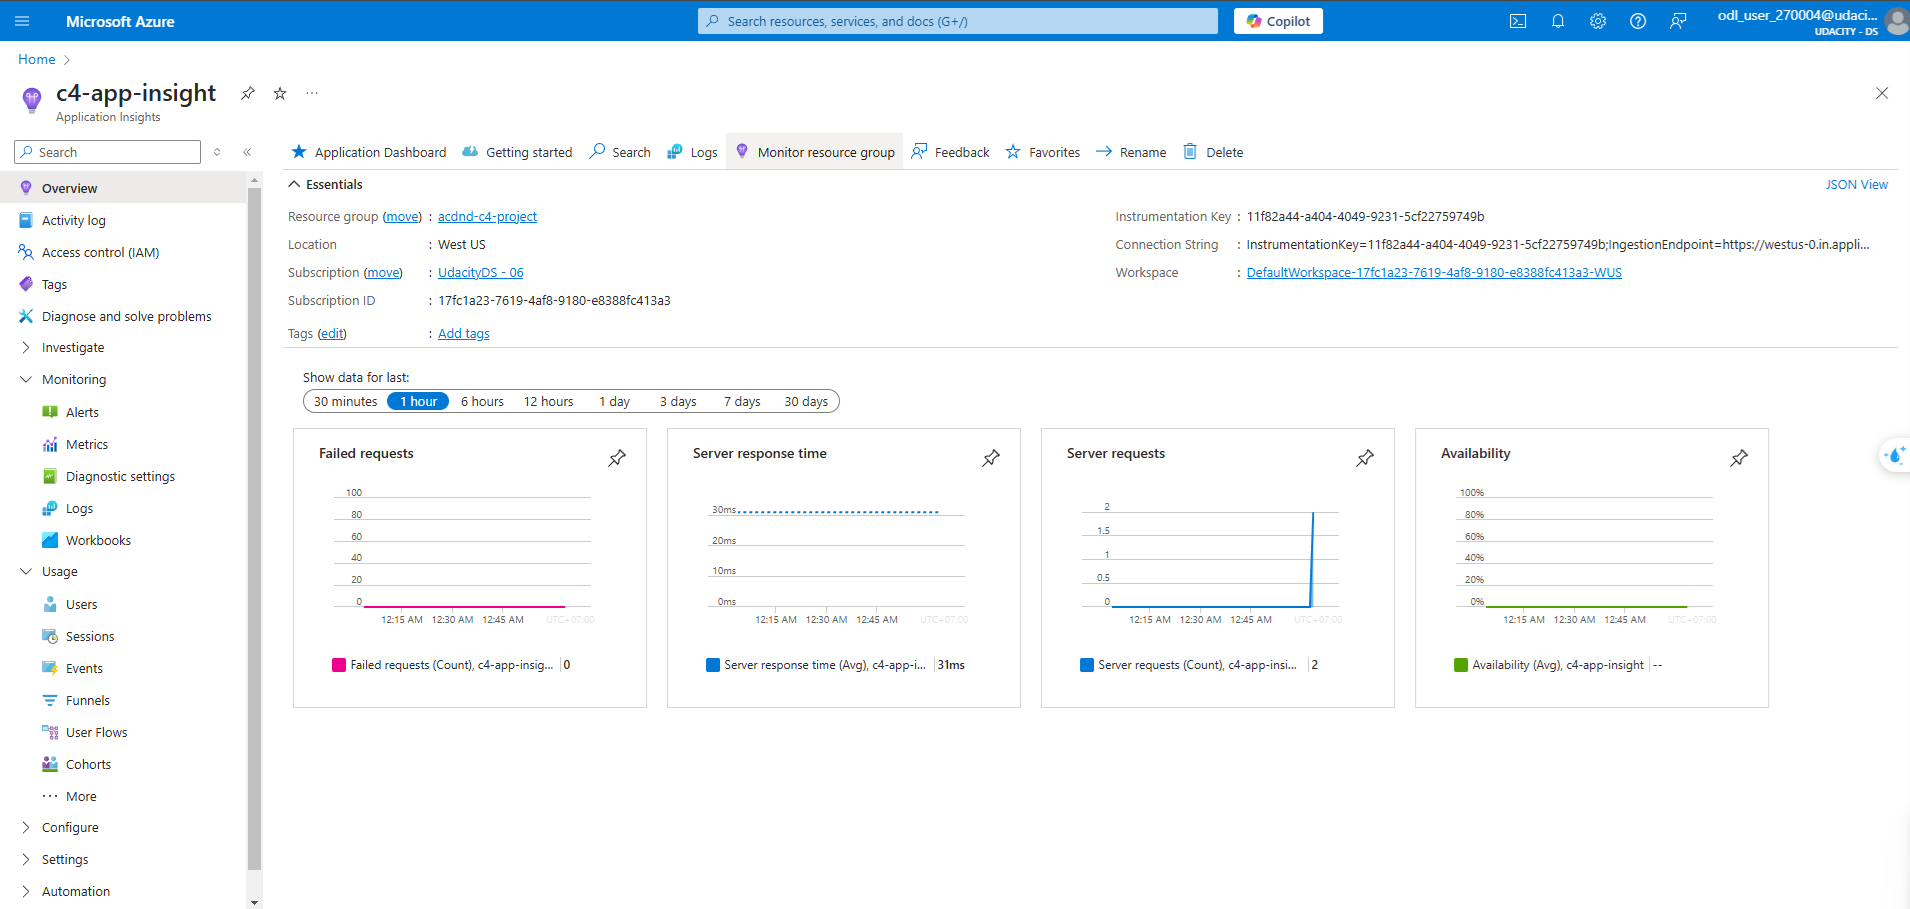 Microsoft Azure
Search resources, services, and docs (G+/)
Copilot
odl_user_270004@udaci...
UDACITY - DS
Home
c4-app-insight
Application Insights
Search
Overview
Activity log
Access control (IAM)
Tags
Diagnose and solve problems
Investigate
Monitoring
Alerts
Metrics
Diagnostic settings
Logs
Workbooks
Usage
Users
Sessions
Events
Funnels
User Flows
Cohorts
More
Configure
Settings
Automation
Application Dashboard
Getting started
Search
Logs
Monitor resource group
Feedback
Favorites
Rename
Delete
Essentials
JSON View
Resource group (move) : acdnd-c4-project
Location : West US
Subscription (move) : UdacityDS - 06
Subscription ID : 17fc1a23-7619-4af8-9180-e8388fc413a3
Tags (edit) : Add tags
Instrumentation Key : 11f82a44-a404-4049-9231-5cf22759749b
Connection String : InstrumentationKey=11f82a44-a404-4049-9231-5cf22759749b;IngestionEndpoint=https://westus-0.in.appli...
Workspace : DefaultWorkspace-17fc1a23-7619-4af8-9180-e8388fc413a3-WUS
Show data for last:
30 minutes 1 hour 6 hours 12 hours 1 day 3 days 7 days 30 days
Failed requests
100
80
60
40
20
0
12:15 AM 12:30 AM 12:45 AM UTC+07:00
Failed requests (Count), c4-app-insig... 0
Server response time
30ms
20ms
10ms
0ms
12:15 AM 12:30 AM 12:45 AM UTC+07:00
Server response time (Avg), c4-app-i... 31ms
Server requests
2
1.5
1
0.5
0
12:15 AM 12:30 AM 12:45 AM UTC+07:00
Server requests (Count), c4-app-insi... 2
Availability
100%
80%
60%
40%
20%
0%
12:15 AM 12:30 AM 12:45 AM UTC+07:00
Availability (Avg), c4-app-insight --